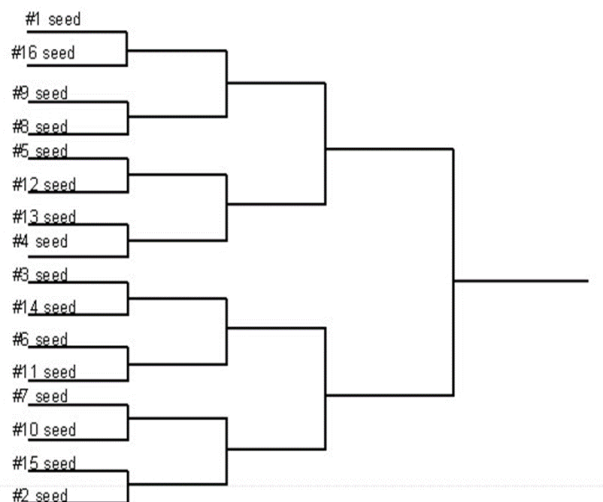 #1 seed
#16 seed
#9 seed
#8 seed
#5 seed
#12 seed
#13 seed
#4 seed
#3 seed
#14 seed
#6 seed
#11 seed
#7 seed
#10 seed
#15 seed
#2 seed